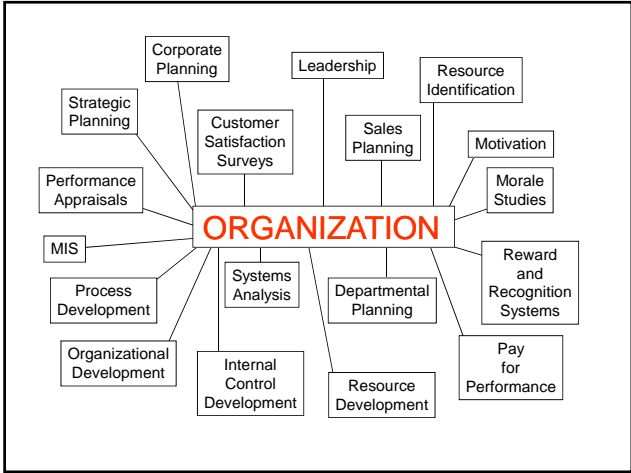 Corporate
Planning
Leadership
Resource
Identification
Strategic
Planning
Customer
Satisfaction
Surveys
Sales
Planning
Motivation
Performance
Appraisals
Morale
Studies
ORGANIZATION
MIS
Systems
Analysis
Reward
and
Recognition
Systems
Process
Development
Departmental
Planning
Organizational
Development
Internal
Control
Development
Resource
Development
Pay
for
Performance